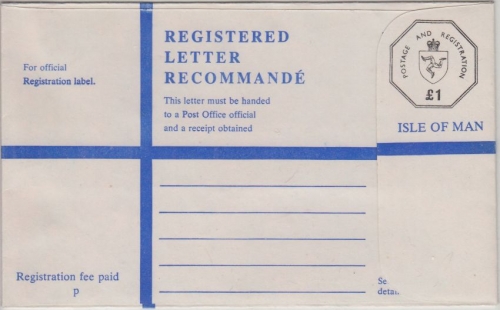 For official
Registration label.
REGISTERED
LETTER
RECOMMANDÉ
This letter must be handed
to a Post Office official
and a receipt obtained
POSTAGE AND REGISTRATION
£1
ISLE OF MAN
Registration fee paid
p
Se